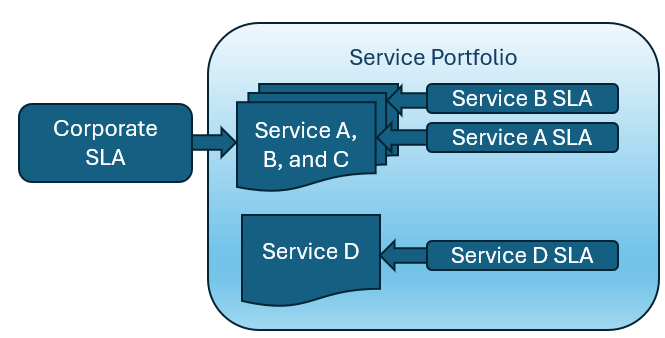 Service Portfolio
Corporate
SLA
Service A,
B, and C
Service B SLA
Service A SLA
Service D
Service D SLA